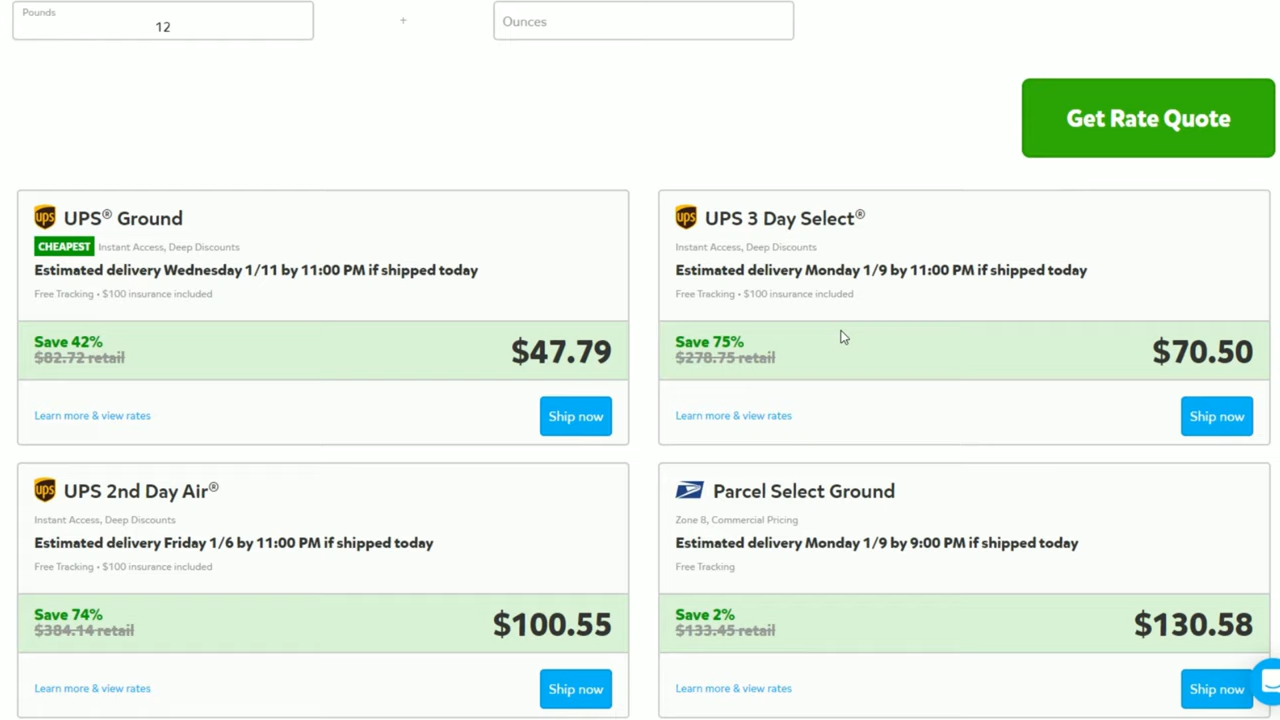 Pounds
12
+
Ounces
Get Rate Quote
ups UPS® Ground
CHEAPEST Instant Access, Deep Discounts
Estimated delivery Wednesday 1/11 by 11:00 PM if shipped today
Free Tracking • $100 insurance included
Save 42%
$82.72 retail
$47.79
Learn more & view rates
Ship now
ups UPS 3 Day Select®
Instant Access, Deep Discounts
Estimated delivery Monday 1/9 by 11:00 PM if shipped today
Free Tracking • $100 insurance included
Save 75%
$278.75 retail
$70.50
Learn more & view rates
Ship now
ups UPS 2nd Day Air®
Instant Access, Deep Discounts
Estimated delivery Friday 1/6 by 11:00 PM if shipped today
Free Tracking • $100 insurance included
Save 74%
$384.14 retail
$100.55
Learn more & view rates
Ship now
Parcel Select Ground
Zone 8, Commercial Pricing
Estimated delivery Monday 1/9 by 9:00 PM if shipped today
Free Tracking
Save 2%
$133.45 retail
$130.58
Learn more & view rates
Ship now